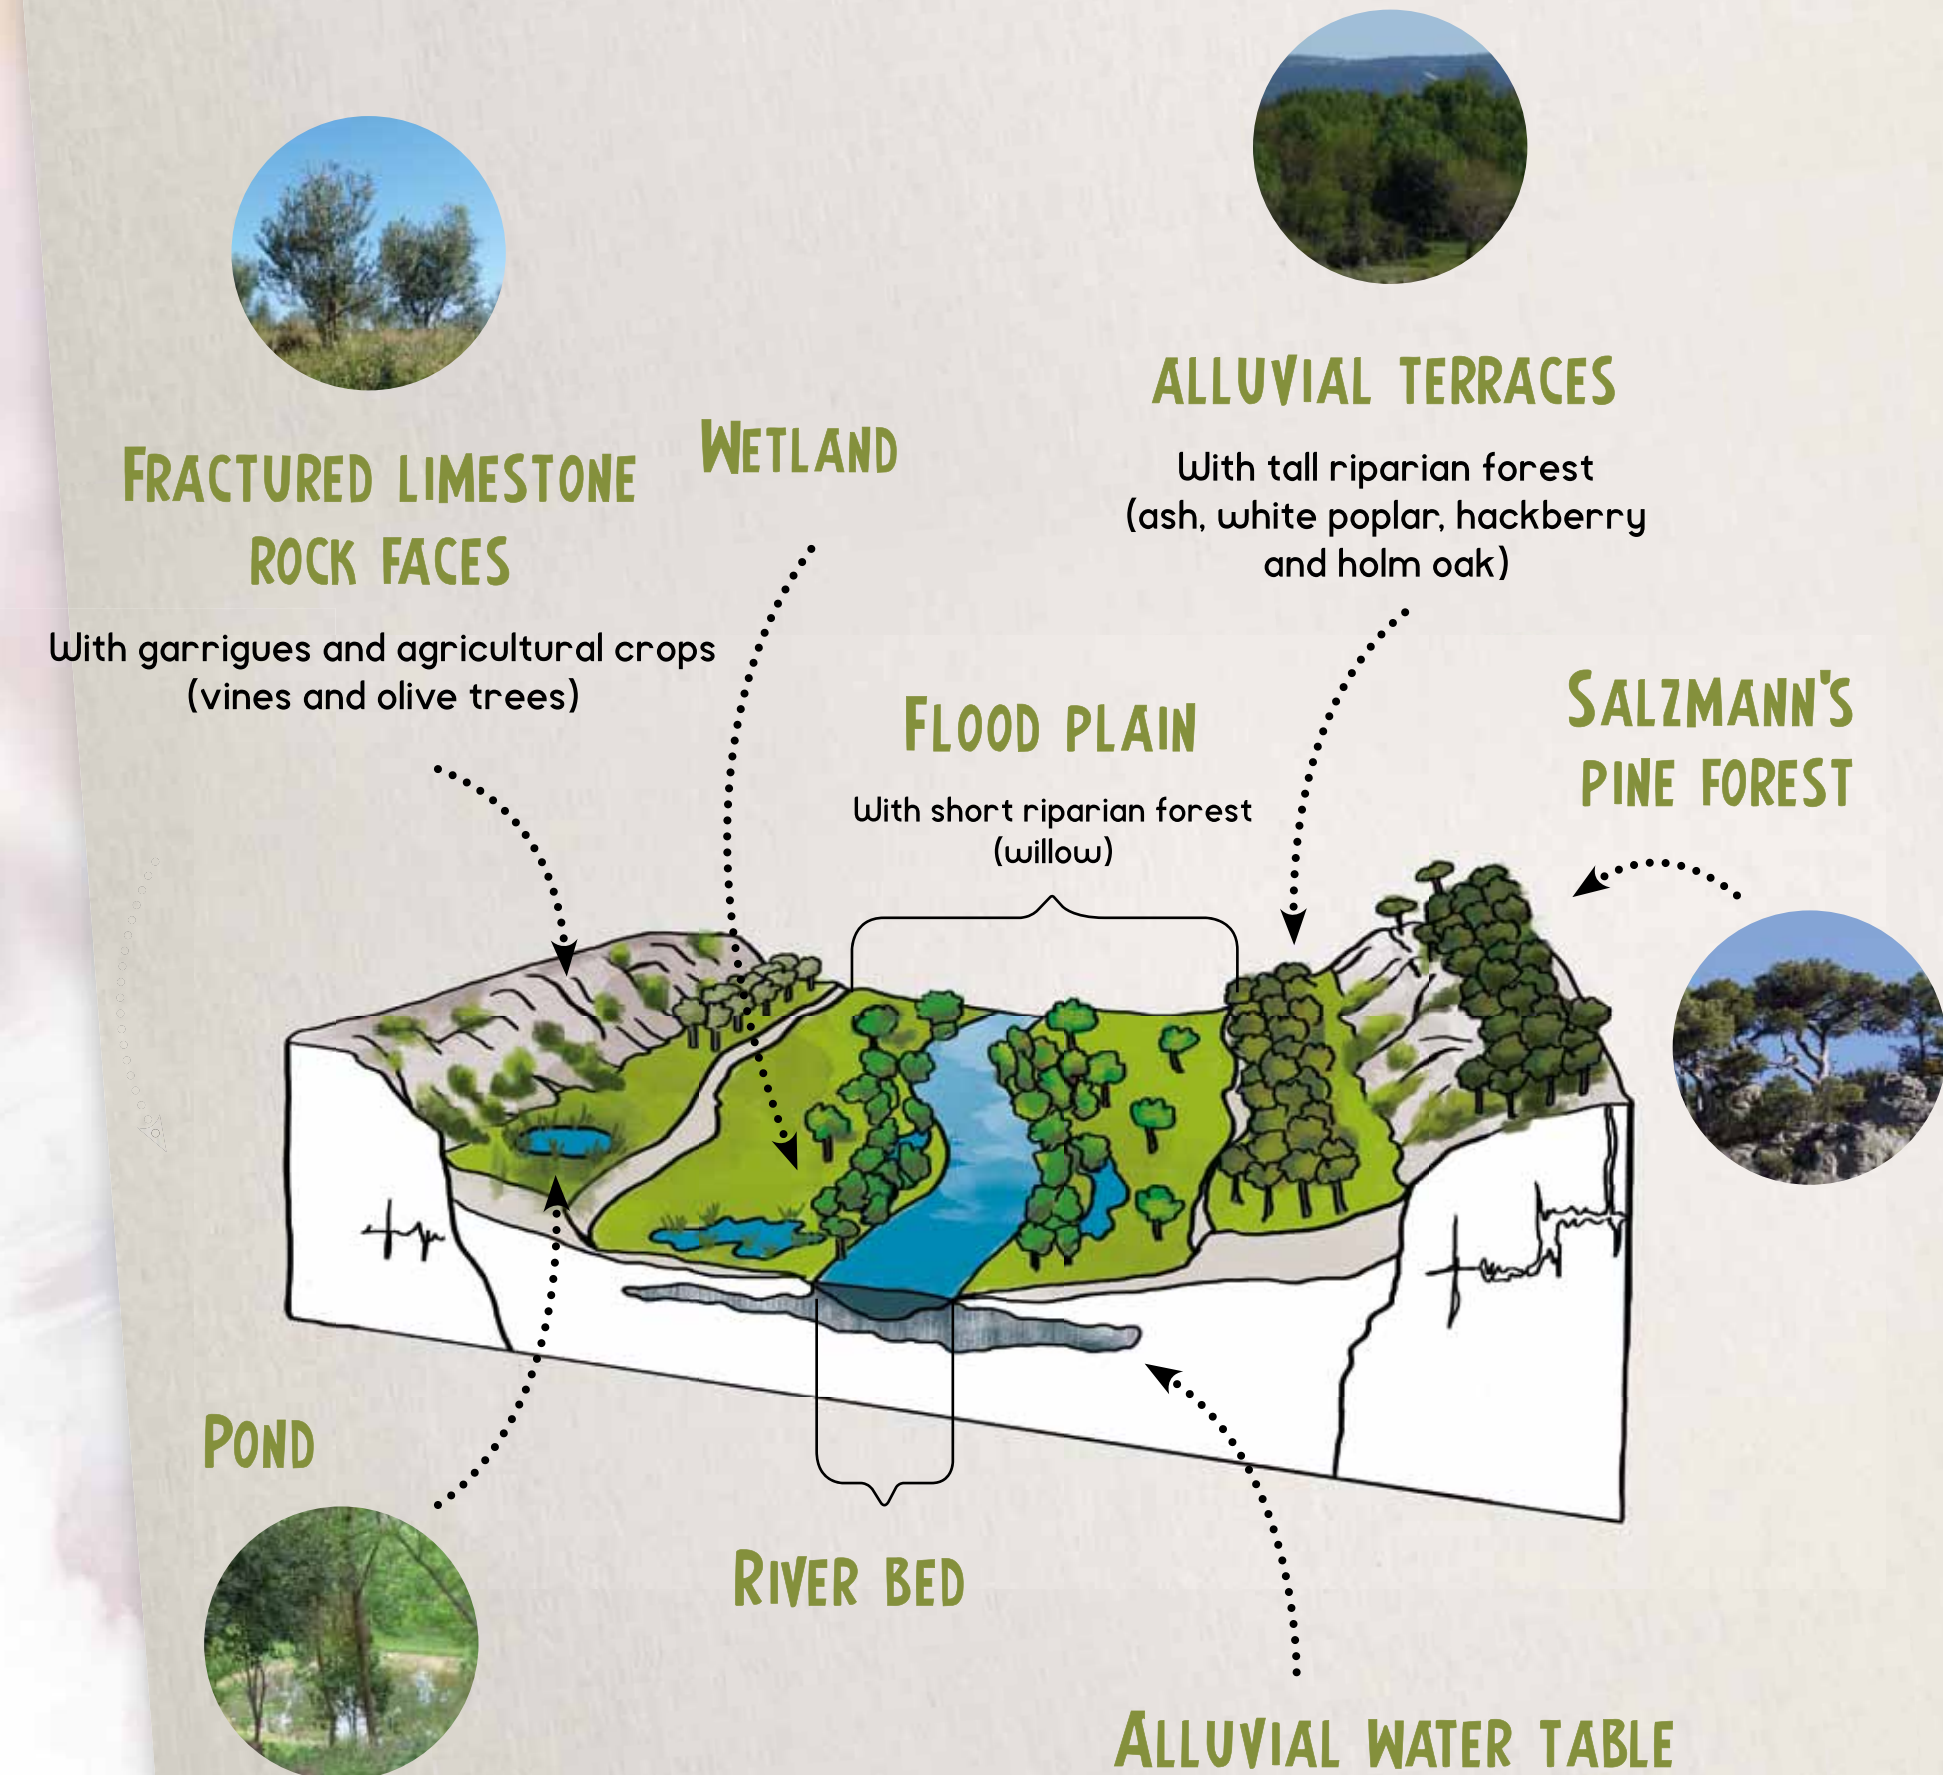 Fractured limestone
rock faces
With garrigues and agricultural crops
(vines and olive trees)
Wetland
alluvial terraces
With tall riparian forest
(ash, white poplar, hackberry
and holm oak)
Flood plain
With short riparian forest
(willow)
Salzmann's
pine forest
Pond
River bed
Alluvial water table